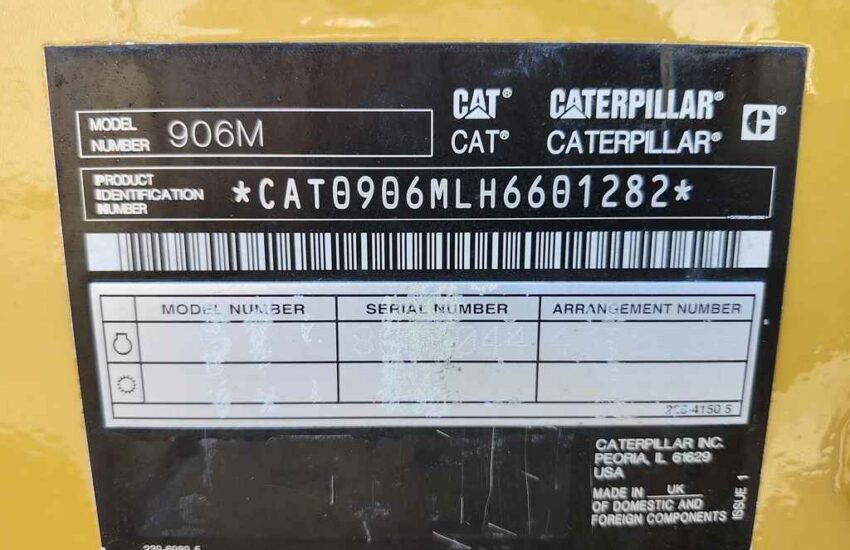 CAT® CATERPILLAR®
CAT® CATERPILLAR®
MODEL NUMBER 906M
PRODUCT IDENTIFICATION NUMBER *CAT0906MLH6601282*
MODEL NUMBER SERIAL NUMBER ARRANGEMENT NUMBER
CATERPILLAR INC.
PEORIA, IL 61629
USA
MADE IN UK
OF DOMESTIC AND
FOREIGN COMPONENTS
ISSUE 1